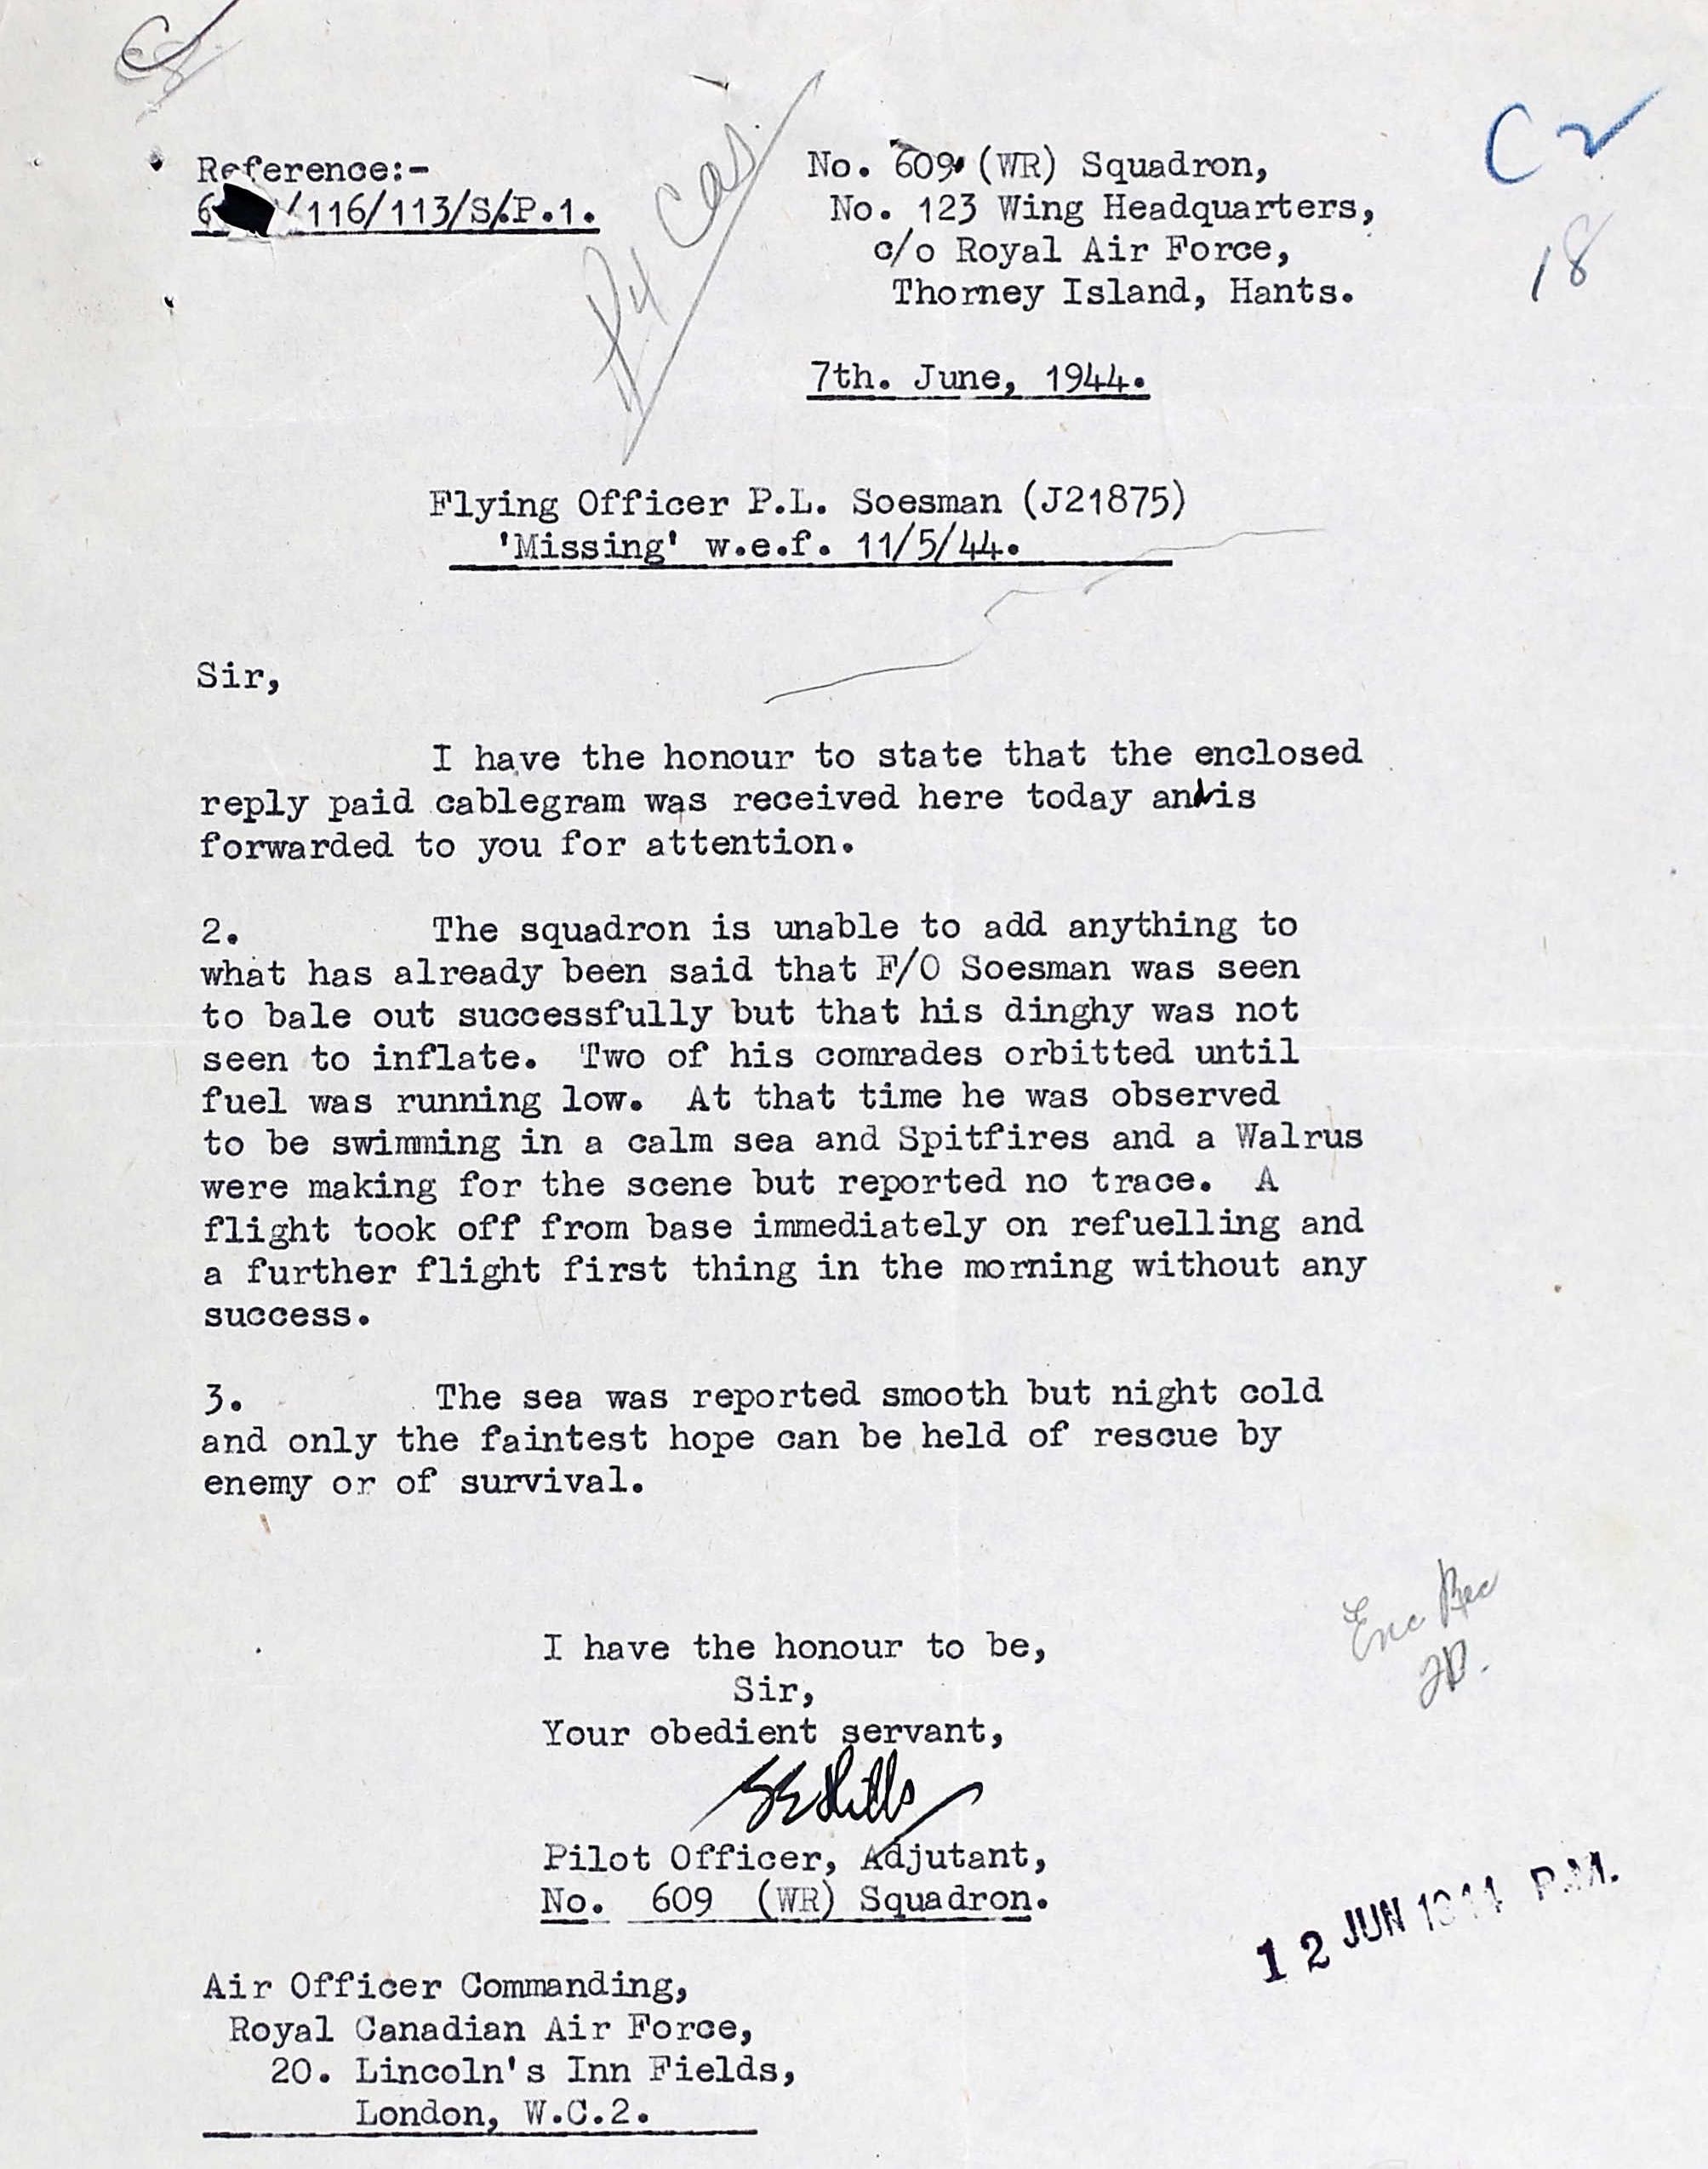 Reference:-
/116/113/S.P.1.
No. 609 (WR) Squadron,
No. 123 Wing Headquarters,
c/o Royal Air Force,
Thorney Island, Hants.
C
18
Cas.
7th. June, 1944.
Flying Officer P.L. Soesman (J21875)
'Missing' w.e.f. 11/5/44.
Sir,
I have the honour to state that the enclosed
reply paid cablegram was received here today and is
forwarded to you for attention.
2. The squadron is unable to add anything to
what has already been said that F/O Soesman was seen
to bale out successfully but that his dinghy was not
seen to inflate. Two of his comrades orbitted until
fuel was running low. At that time he was observed
to be swimming in a calm sea and Spitfires and a Walrus
were making for the scene but reported no trace. A
flight took off from base immediately on refuelling and
a further flight first thing in the morning without any
success.
3. The sea was reported smooth but night cold
and only the faintest hope can be held of rescue by
enemy or of survival.
Enc Rec
I have the honour to be,
Sir,
Your obedient servant,
Pilot Officer, Adjutant,
No. 609 (WR) Squadron.
12 JUN 1944 P.M.
Air Officer Commanding,
Royal Canadian Air Force,
20. Lincoln's Inn Fields,
London, W.C.2.